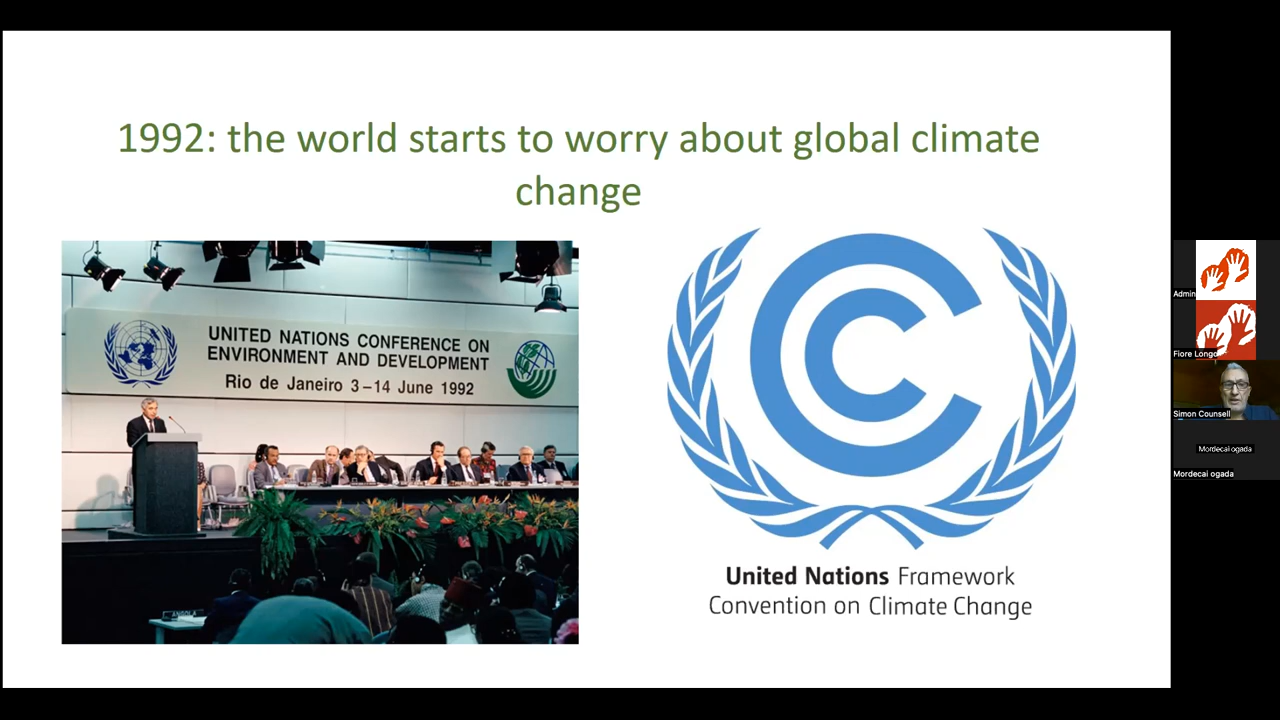 1992: the world starts to worry about global climate
change
UNITED NATIONS CONFERENCE ON
ENVIRONMENT AND DEVELOPMENT
Rio de Janeiro 3–14 June 1992
ANGOLA
United Nations Framework
Convention on Climate Change
Admin
Fiore Longo
Simon Counsell
Mordecai ogada
Mordecai ogada